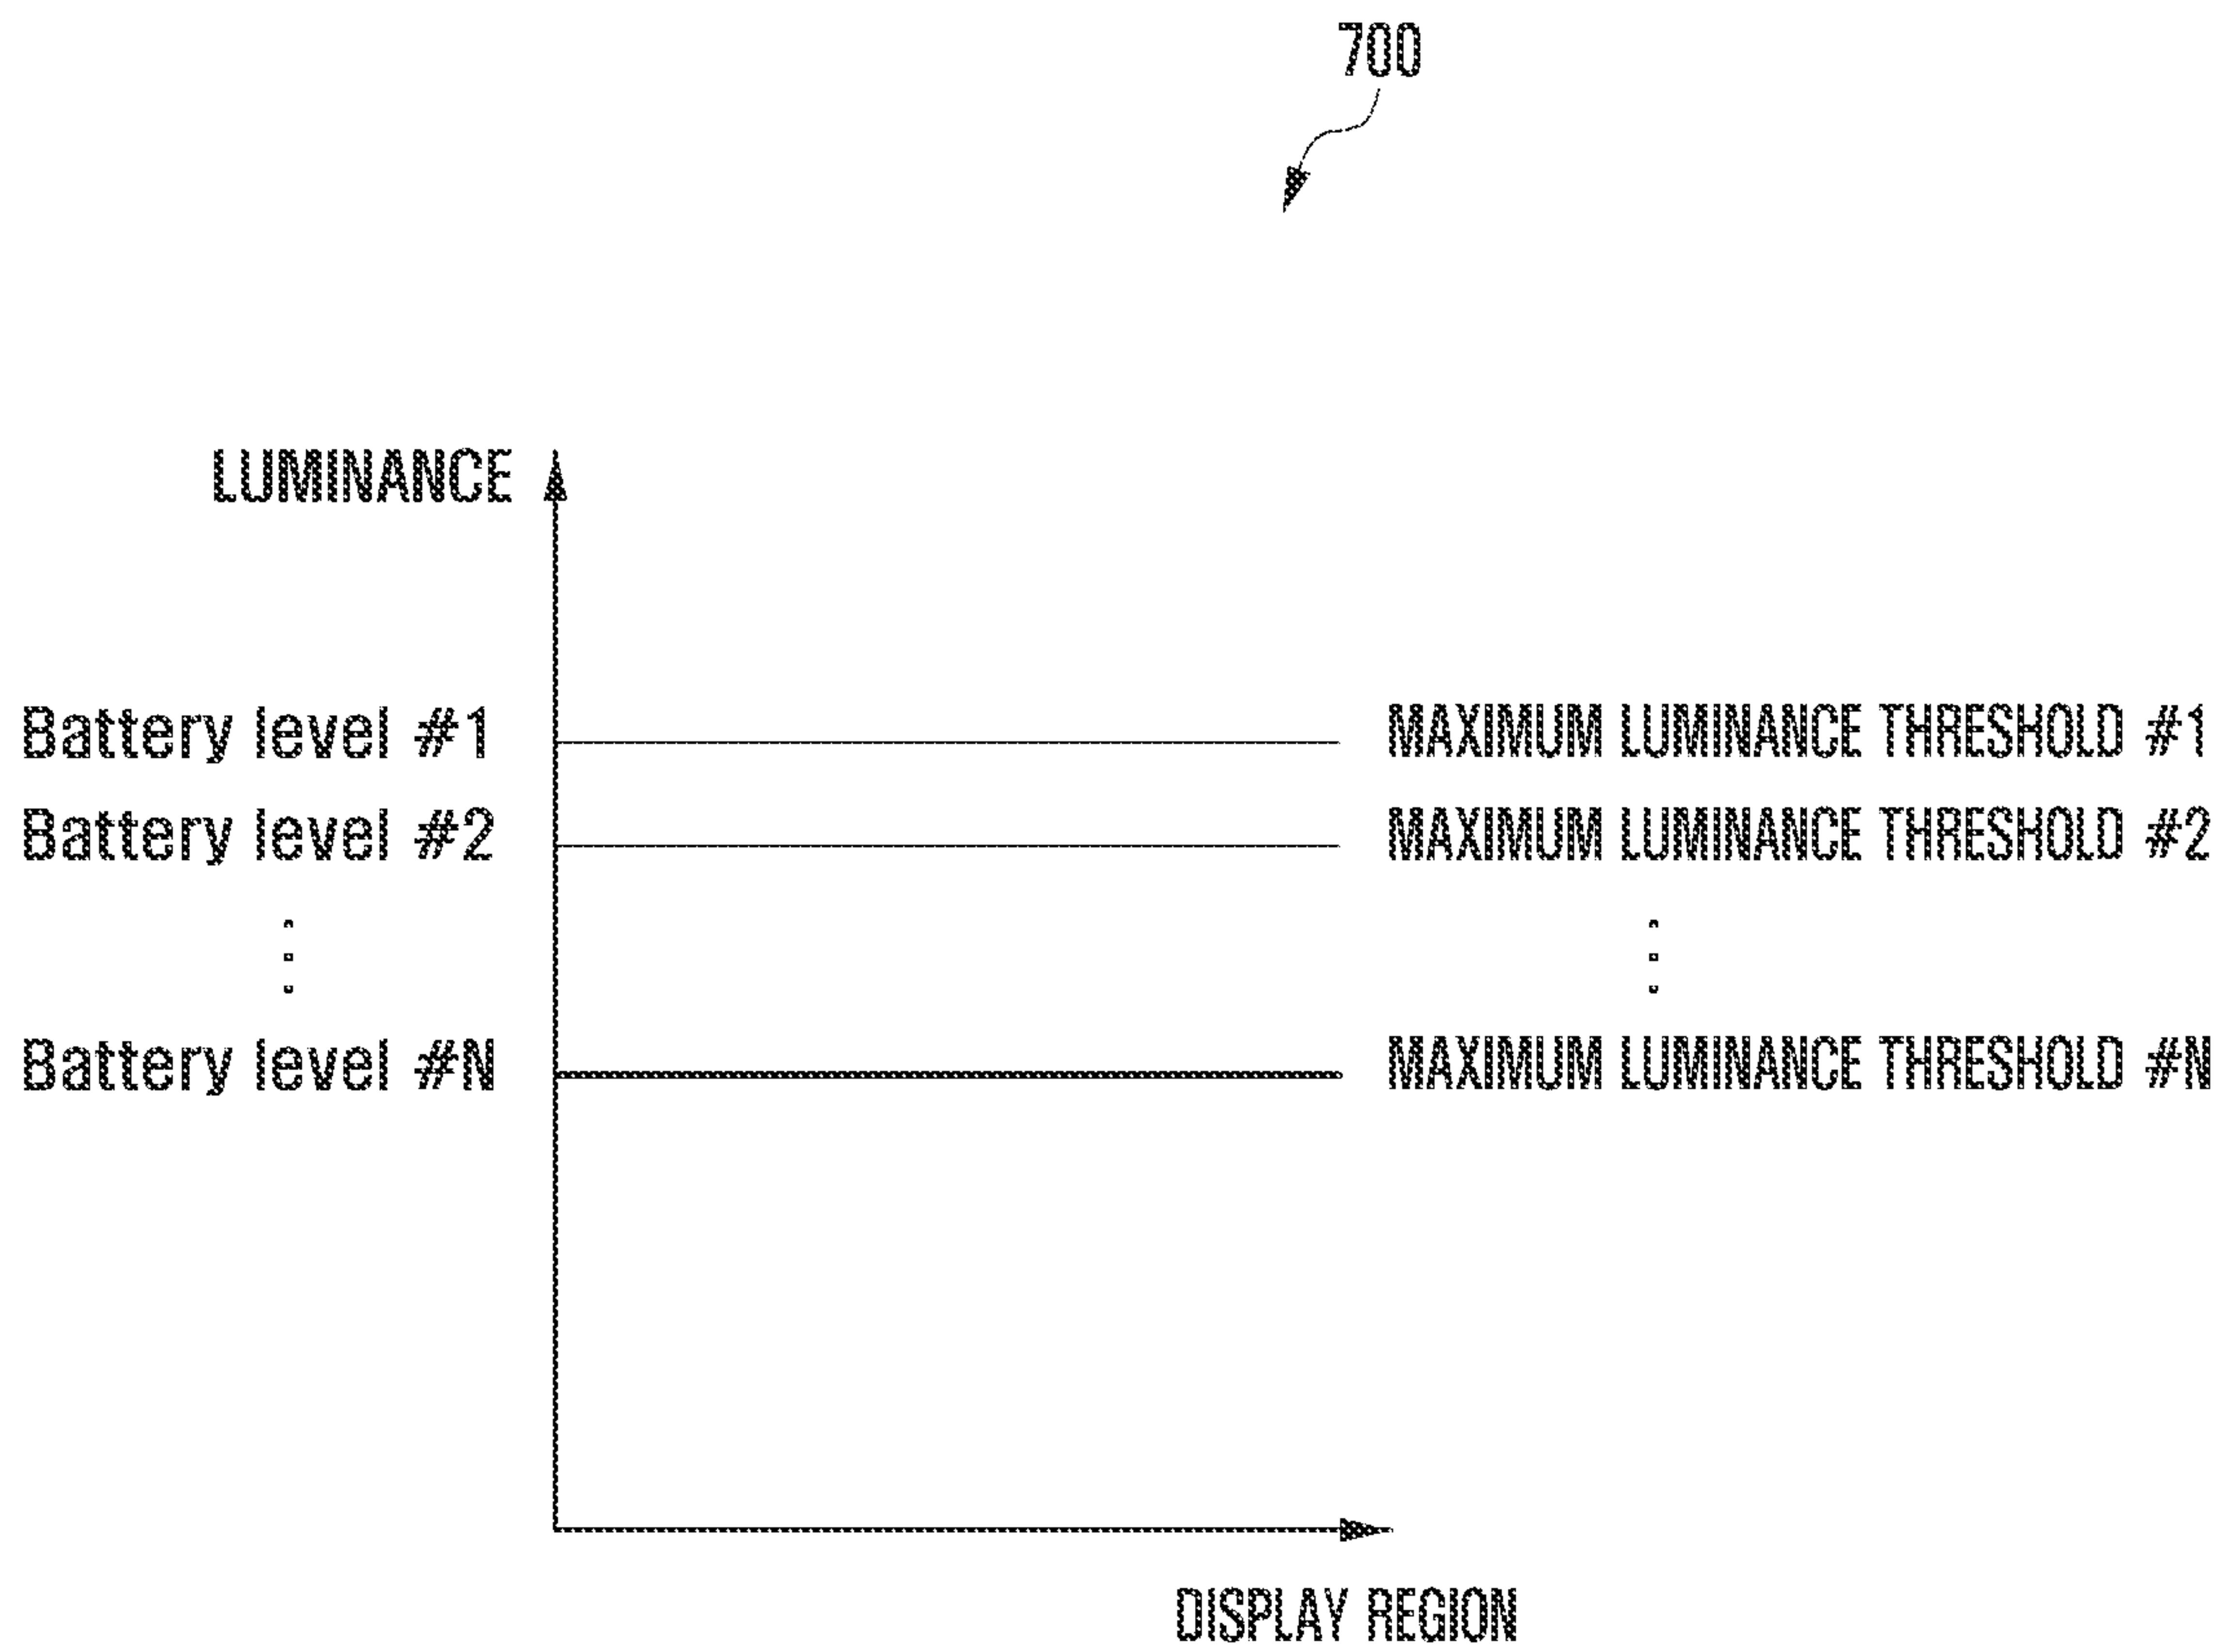 700
LUMINANCE
Battery level #1 MAXIMUM LUMINANCE THRESHOLD #1
Battery level #2 MAXIMUM LUMINANCE THRESHOLD #2
Battery level #N MAXIMUM LUMINANCE THRESHOLD #N
DISPLAY REGION